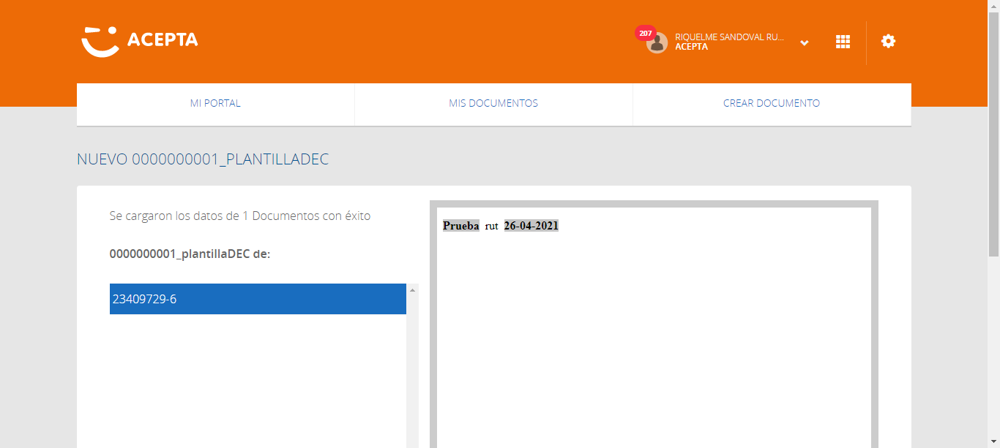 ACEPTA
207
RIQUELME SANDOVAL RU...
ACEPTA
MI PORTAL
MIS DOCUMENTOS
CREAR DOCUMENTO
NUEVO 0000000001_PLANTILLADEC
Se cargaron los datos de 1 Documentos con éxito
0000000001_plantillaDEC de:
23409729-6
Prueba rut 26-04-2021